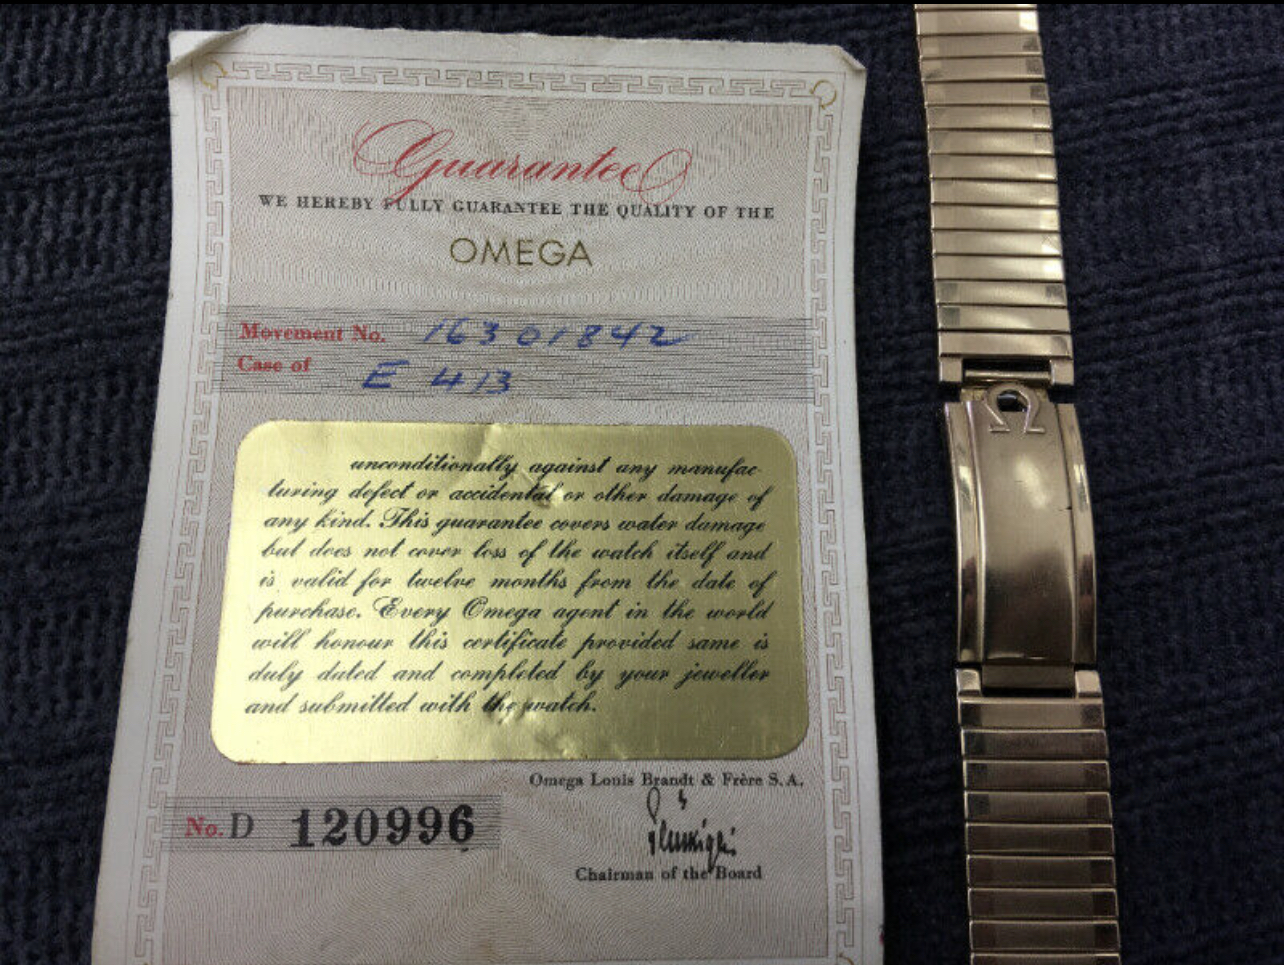 Guarantee
WE HEREBY FULLY GUARANTEE THE QUALITY OF THE
OMEGA
Movement No. 16301842
Case of E 413
unconditionally against any manufac-
turing defect or accidental or other damage of
any kind. This guarantee covers water damage
but does not cover loss of the watch itself and
is valid for twelve months from the date of
purchase. Every Omega agent in the world
will honour this certificate provided same is
duly dated and completed by your jeweller
and submitted with the watch.
Omega Louis Brandt & Frère S.A.
No. D 120996
Chairman of the Board
Ω